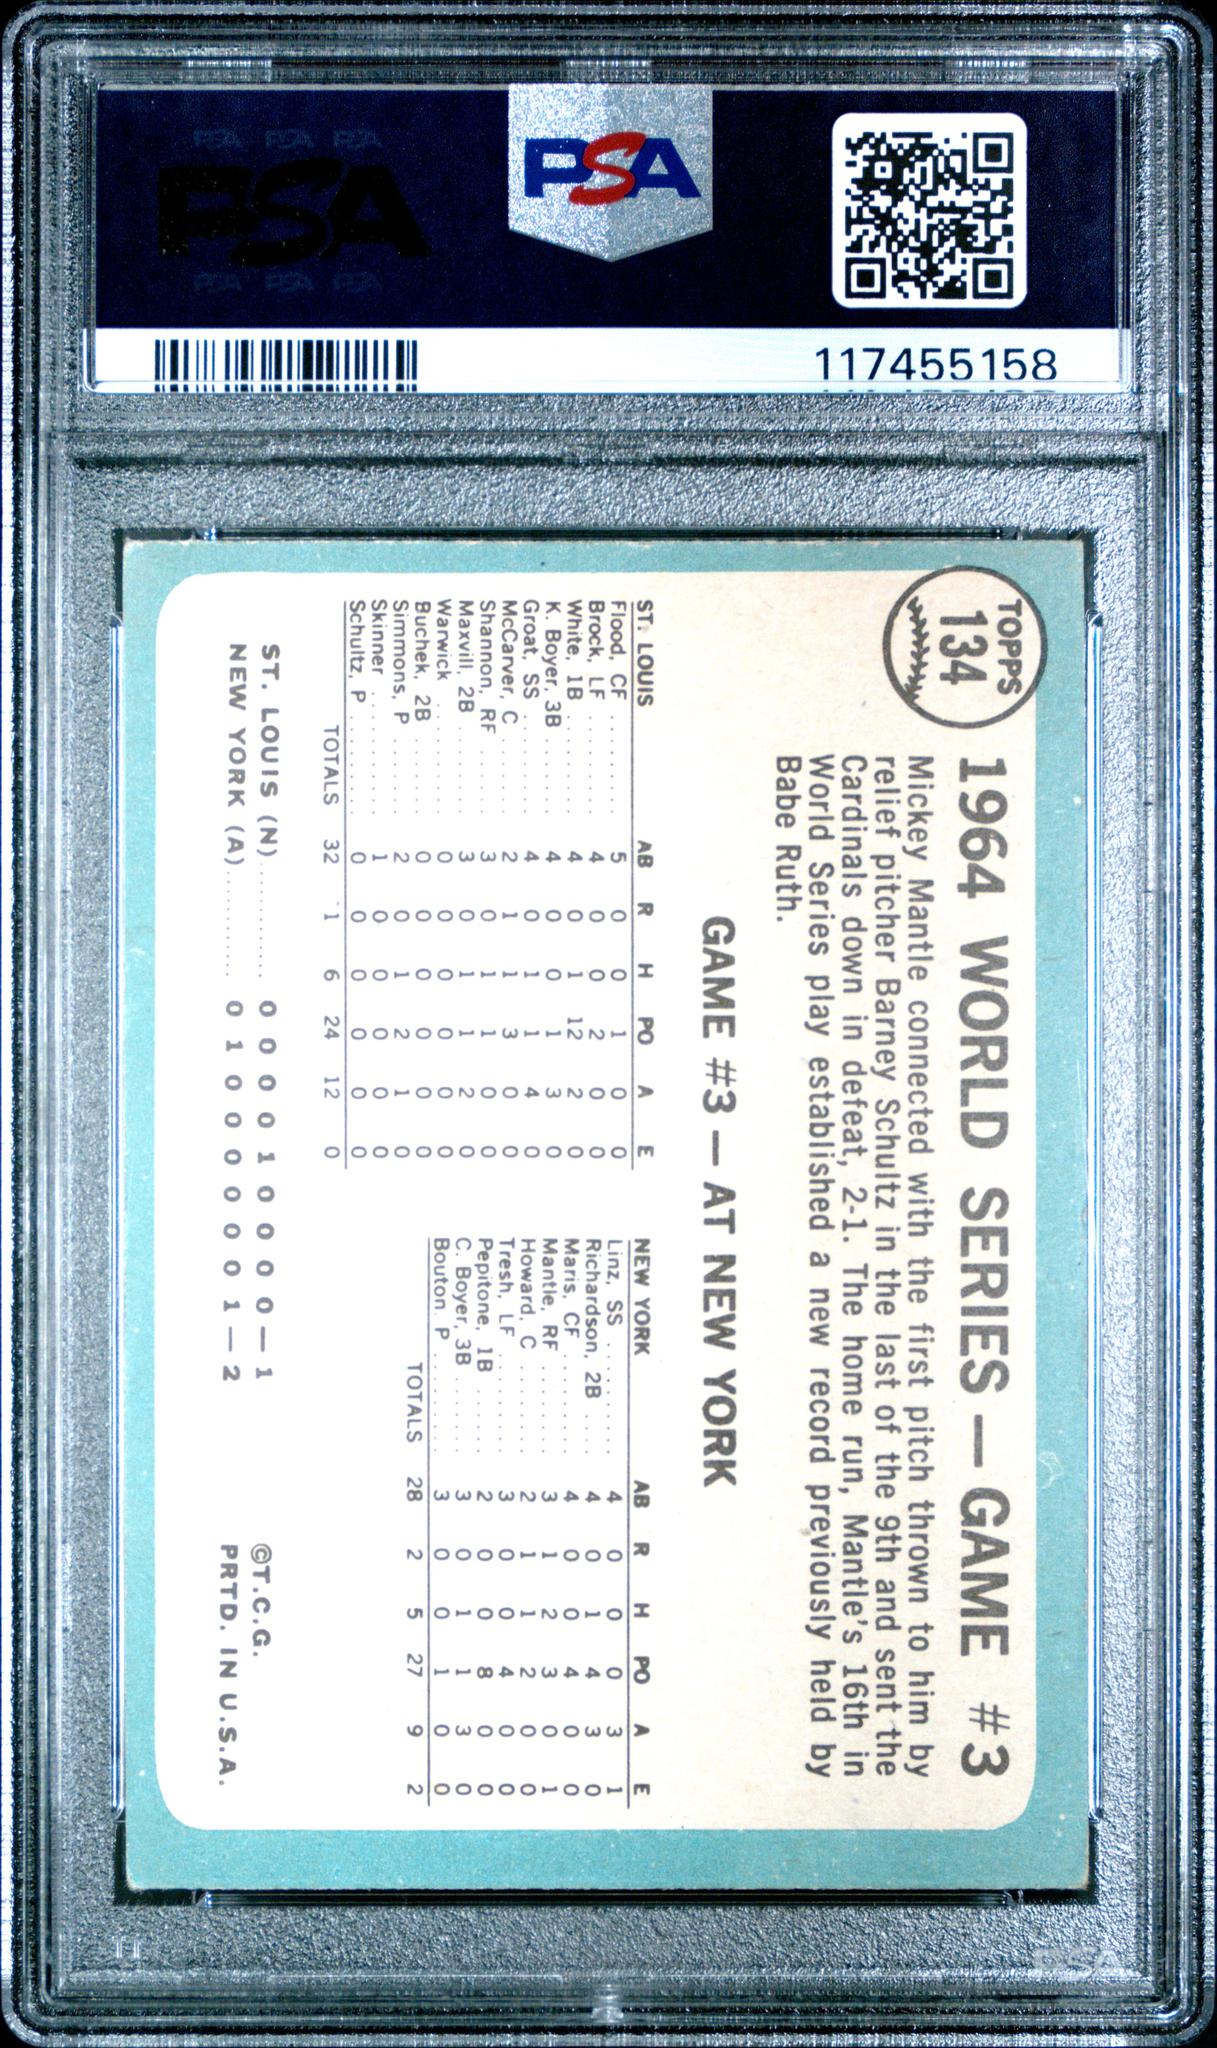 PSA PSA PSA
PSA
PSA PSA PSA
PSA
117455158
TOPPS
134
1964 WORLD SERIES — GAME #3
Mickey Mantle connected with the first pitch thrown to him by
relief pitcher Barney Schultz in the last of the 9th and sent the
Cardinals down in defeat, 2-1. The home run, Mantle's 16th in
World Series play established a new record previously held by
Babe Ruth.
GAME #3 — AT NEW YORK
ST. LOUIS AB R H PO A E
Flood, CF ........ 5 0 0 1 0 0
Brock, LF ........ 4 0 0 2 0 0
White, 1B ........ 4 0 1 12 2 0
K. Boyer, 3B ..... 4 0 0 1 3 0
Groat, SS ........ 4 0 1 1 4 0
McCarver, C ...... 2 1 1 3 0 0
Shannon, RF ...... 3 0 1 1 0 0
Maxvill, 2B ...... 3 0 1 1 2 0
Warwick .......... 0 0 0 0 0 0
Buchek, 2B ....... 0 0 0 0 0 0
Simmons, P ....... 2 0 1 2 1 0
Skinner .......... 1 0 0 0 0 0
Schultz, P ....... 0 0 0 0 0 0
TOTALS 32 1 6 24 12 0
NEW YORK AB R H PO A E
Linz, SS ......... 4 0 0 0 3 1
Richardson, 2B ... 4 0 1 4 3 0
Maris, CF ........ 4 0 0 4 0 0
Mantle, RF ....... 3 1 2 3 0 1
Howard, C ........ 2 1 1 2 0 0
Tresh, LF ........ 3 0 0 4 0 0
Pepitone, 1B ..... 2 0 0 8 0 0
C. Boyer, 3B ..... 3 0 1 1 3 0
Bouton, P ........ 3 0 0 1 0 0
TOTALS 28 2 5 27 9 2
ST. LOUIS (N) ........ 0 0 0 0 1 0 0 0 0 — 1
NEW YORK (A) ........ 0 1 0 0 0 0 0 0 1 — 2
©T.C.G.
PRTD. IN U.S.A.
PSA